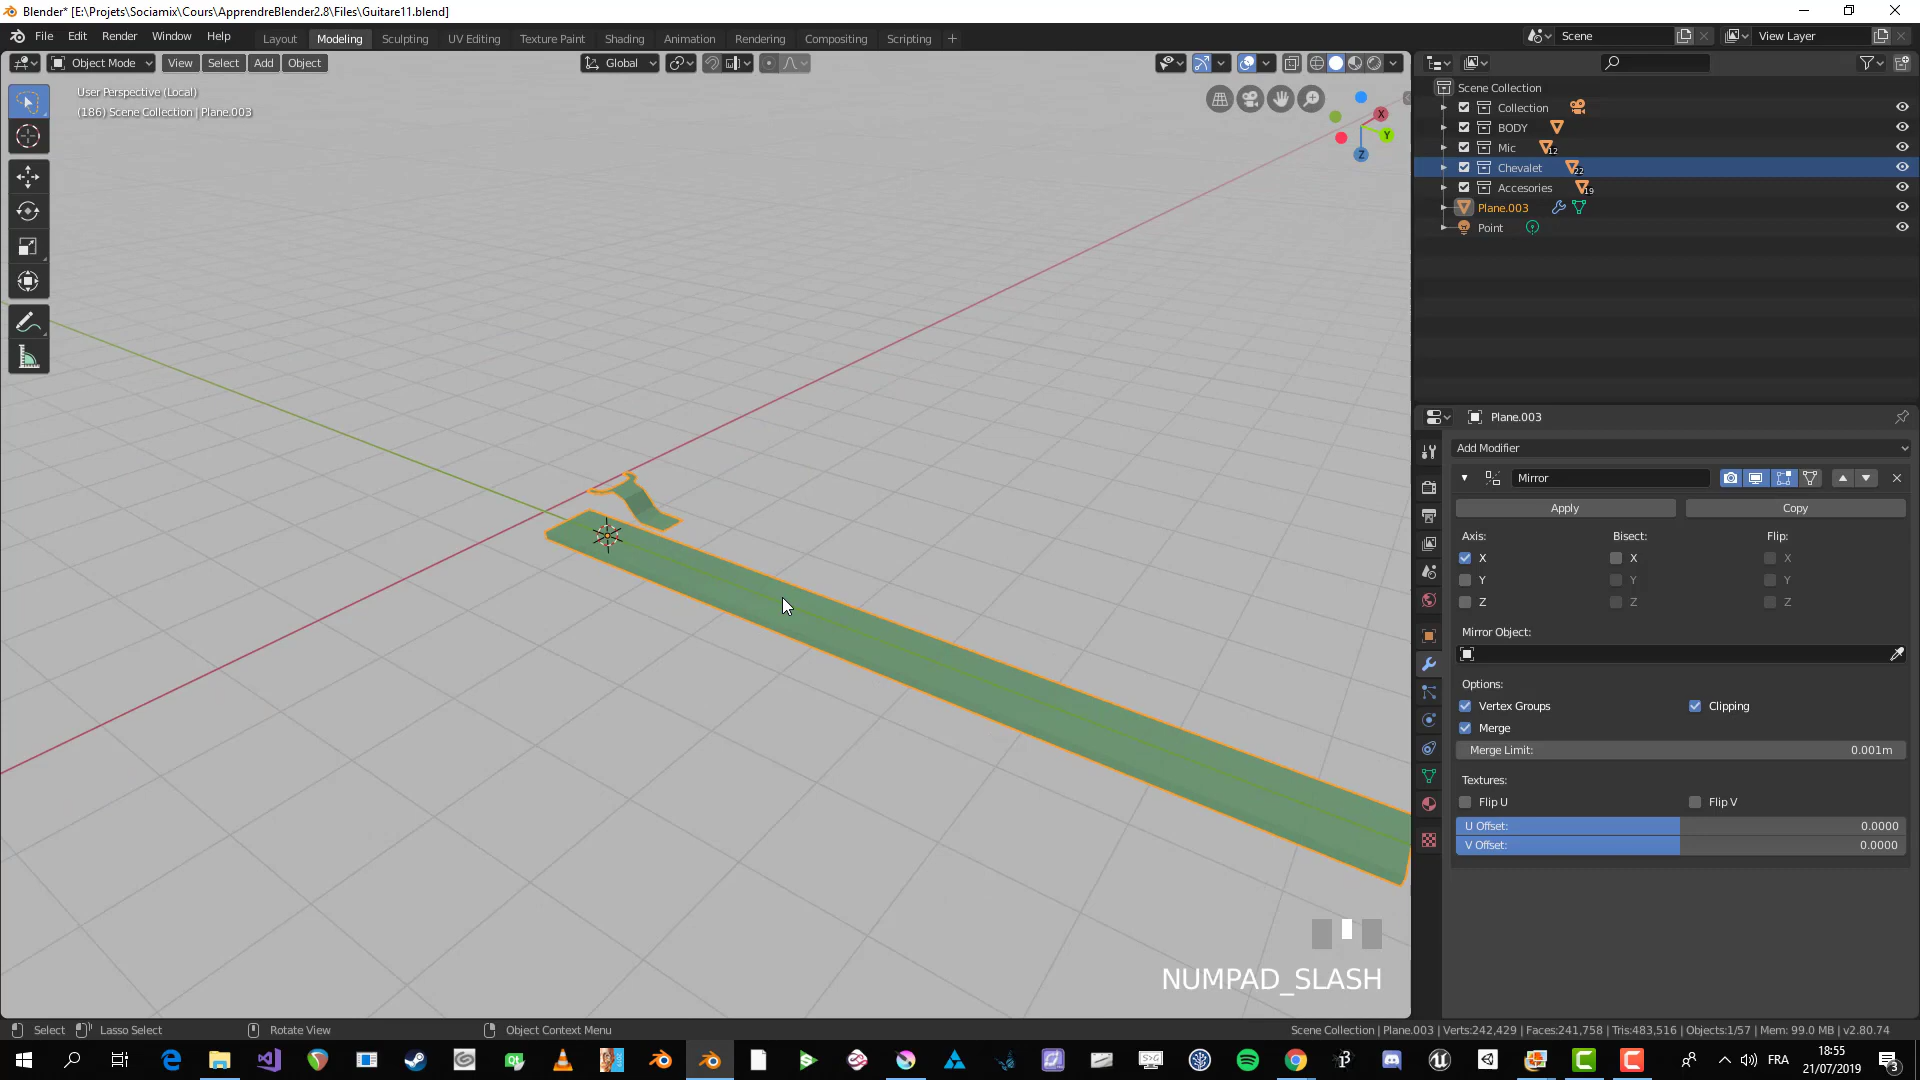 Blender* [E:\Projets\Sociamix\Cours\ApprendreBlender2.8\Files\Guitare11.blend]
File Edit Render Window Help Layout Modeling Sculpting UV Editing Texture Paint Shading Animation Rendering Compositing Scripting Scene View Layer
Object Mode View Select Add Object Global
User Perspective (Local)
(186) Scene Collection | Plane.003
X
Y
Z
Scene Collection
Collection
BODY
Mic 12
Chevalet 22
Accesories 19
Plane.003
Point
Plane.003
Add Modifier
Mirror
Apply Copy
Axis: Bisect: Flip:
X X X
Y Y Y
Z Z Z
Mirror Object:
Options:
Vertex Groups Clipping
Merge
Merge Limit: 0.001m
Textures:
Flip U Flip V
U Offset: 0.0000
V Offset: 0.0000
NUMPAD_SLASH
Select Lasso Select Rotate View Object Context Menu Scene Collection | Plane.003 | Verts:242,429 | Faces:241,758 | Tris:483,516 | Objects:1/57 | Mem: 99.0 MB | v2.80.74
FRA
18:55
21/07/2019
3